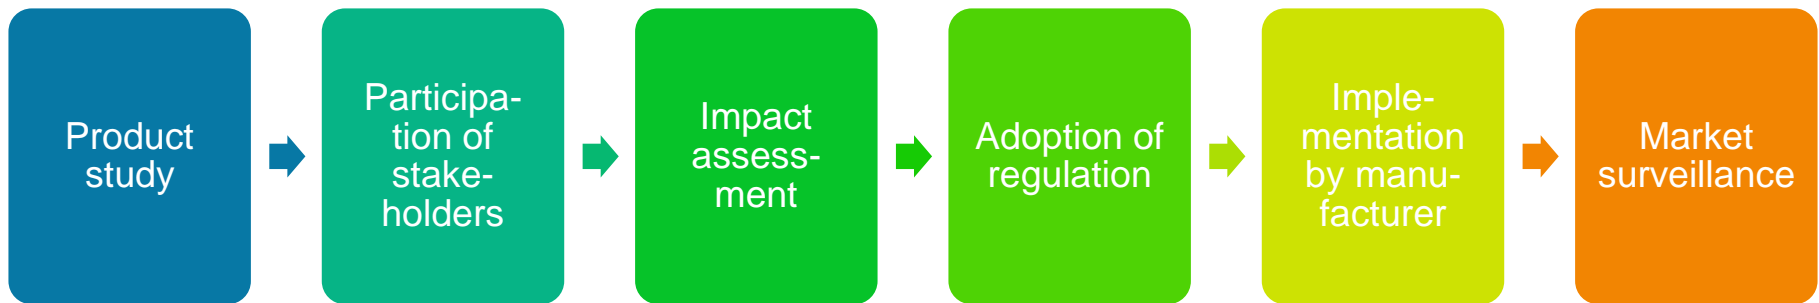 Product
study
Participa-
tion of
stake-
holders
Impact
assess-
ment
Adoption of
regulation
Imple-
mentation
by manu-
facturer
Market
surveillance